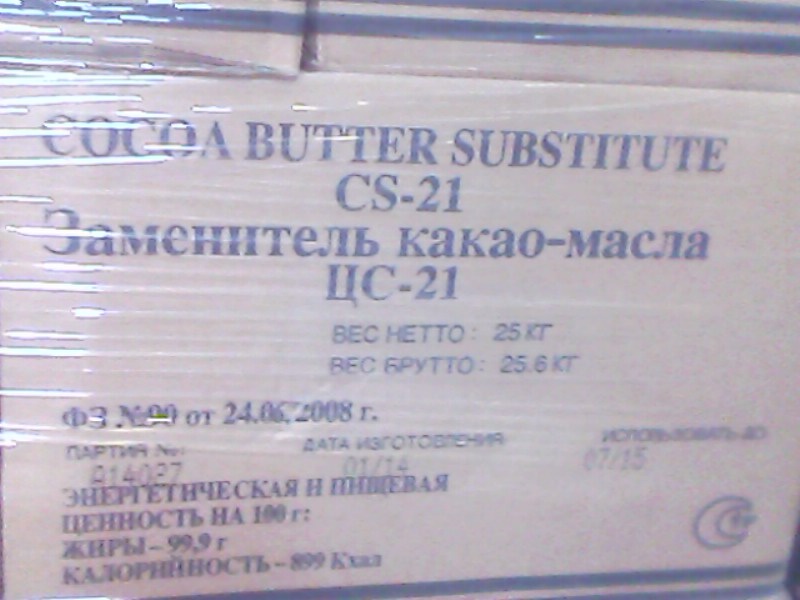 COCOA BUTTER SUBSTITUTE
CS-21
Заменитель какао-масла
ЦС-21
ВЕС НЕТТО: 25 КГ
ВЕС БРУТТО: 25.6 КГ
ФЗ №90 от 24.06.2008 г.
ПАРТИЯ №: ДАТА ИЗГОТОВЛЕНИЯ ИСПОЛЬЗОВАТЬ ДО
01/14 07/15
ЭНЕРГЕТИЧЕСКАЯ И ПИЩЕВАЯ
ЦЕННОСТЬ НА 100 г:
ЖИРЫ – 99,9 г
КАЛОРИЙНОСТЬ – 899 Ккал